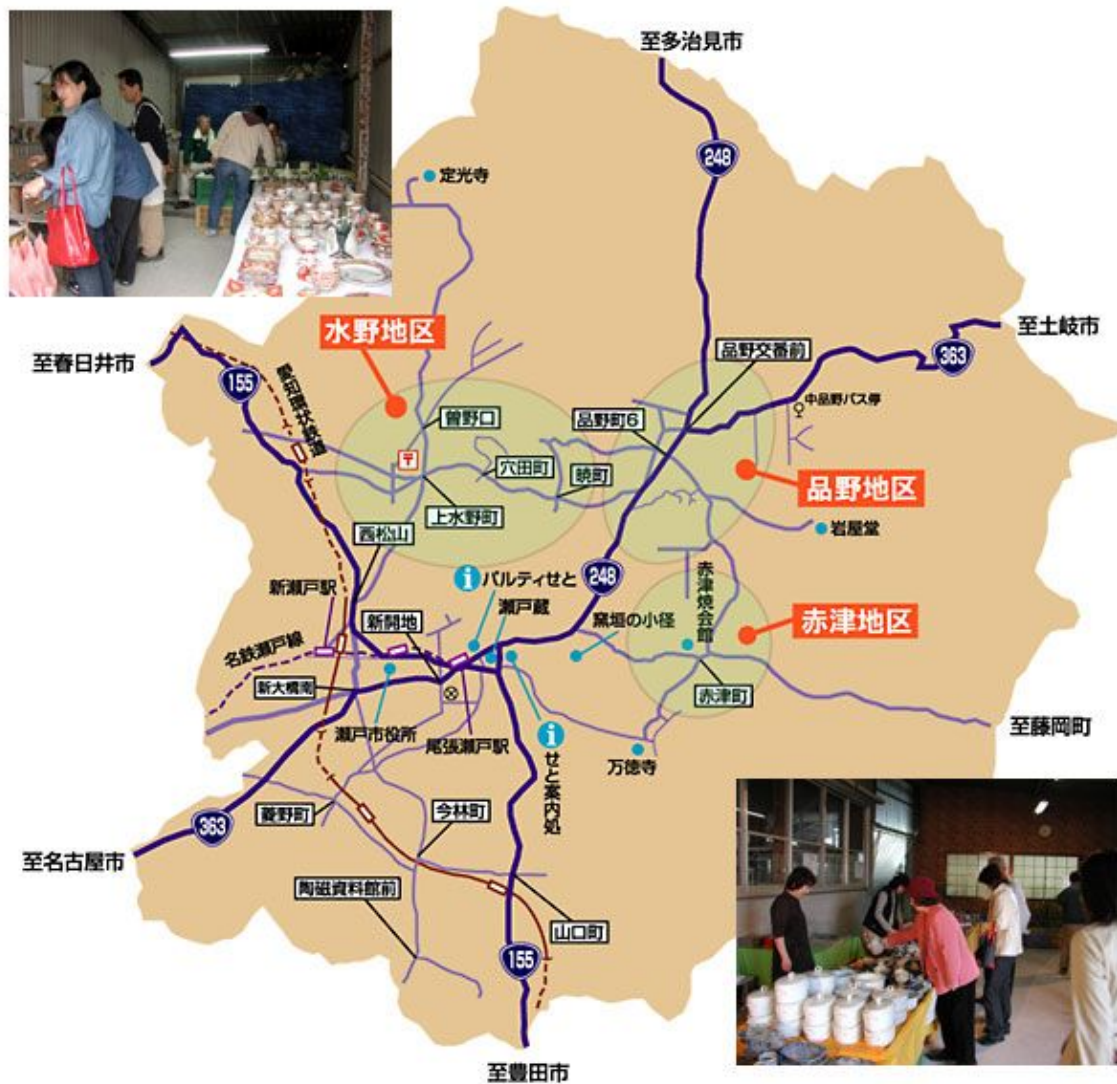 至多治見市
248
定光寺
至土岐市
363
水野地区
品野交番前
至春日井市
155
愛知環状鉄道
中品野バス停
曽野口
品野町6
〒
穴田町
暁町
品野地区
上水野町
西松山
岩屋堂
i パルティせと
248
赤津焼会館
新瀬戸駅
瀬戸蔵
新開地
窯垣の小径
赤津地区
名鉄瀬戸線
新大橋南
赤津町
至藤岡町
瀬戸市役所
尾張瀬戸駅
i せと案内処
万徳寺
菱野町
今林町
363
至名古屋市
陶磁資料館前
山口町
155
至豊田市